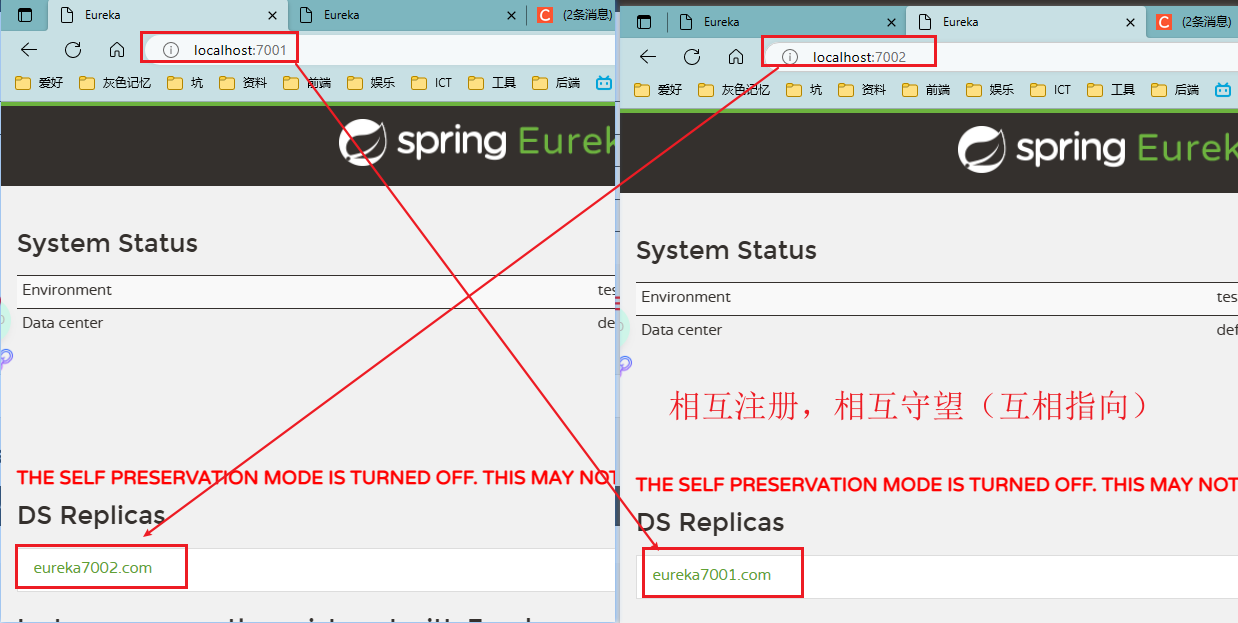 Eureka
Eureka
(2条消息)
localhost:7001
爱好 灰色记忆 坑 资料 前端 娱乐 ICT 工具 后端
spring Eurek
System Status
Environment
Data center
THE SELF PRESERVATION MODE IS TURNED OFF. THIS MAY NOT
DS Replicas
eureka7002.com
Eureka
Eureka
(2条消息)
localhost:7002
爱好 灰色记忆 坑 资料 前端 娱乐 ICT 工具 后端
spring Eurek
System Status
Environment tes
Data center def
相互注册，相互守望（互相指向）
THE SELF PRESERVATION MODE IS TURNED OFF. THIS MAY NOT
DS Replicas
eureka7001.com